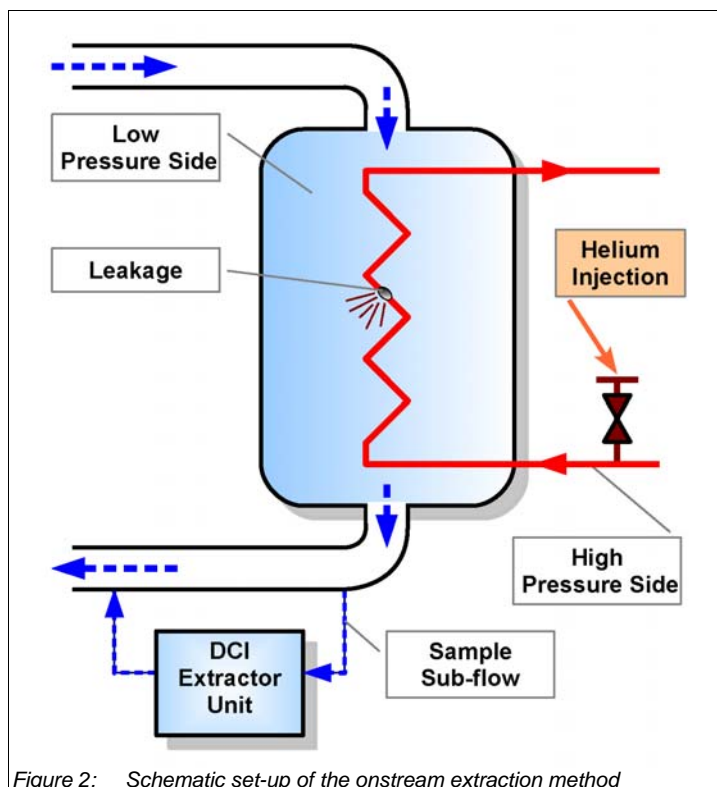 Low
Pressure Side
Leakage
Helium
Injection
High
Pressure Side
DCI
Extractor
Unit
Sample
Sub-flow
Figure 2: Schematic set-up of the onstream extraction method